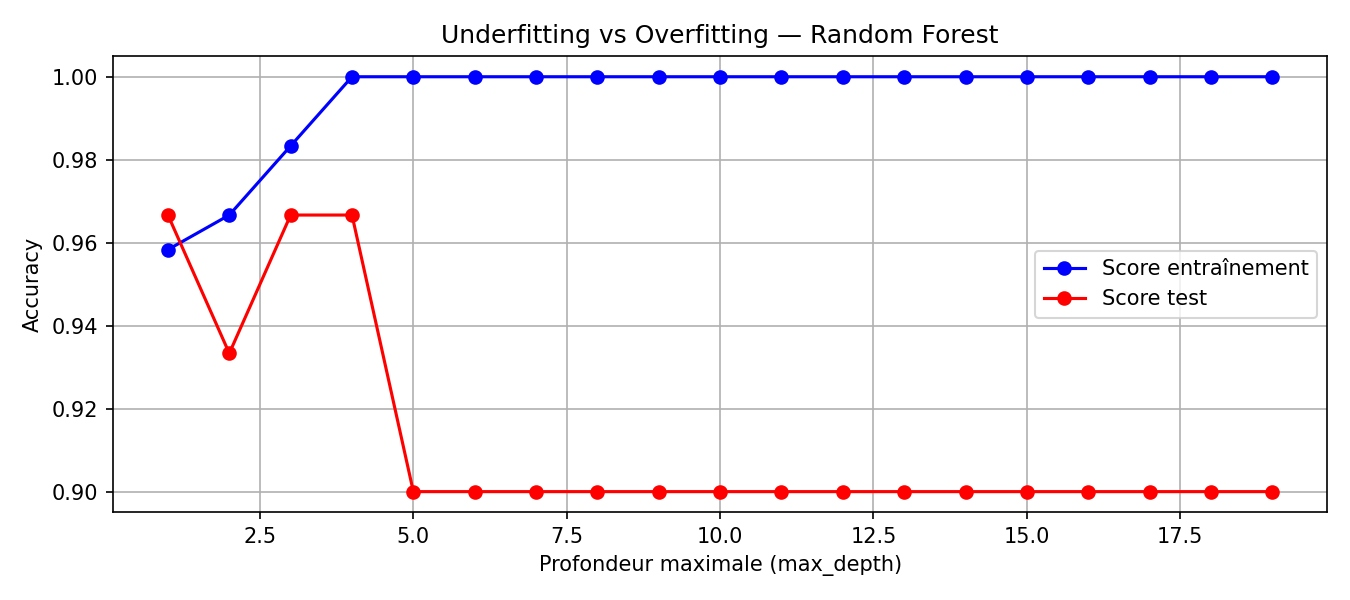 Underfitting vs Overfitting — Random Forest
Accuracy
1.00
0.98
0.96
0.94
0.92
0.90
Score entraînement
Score test
2.5 5.0 7.5 10.0 12.5 15.0 17.5
Profondeur maximale (max_depth)